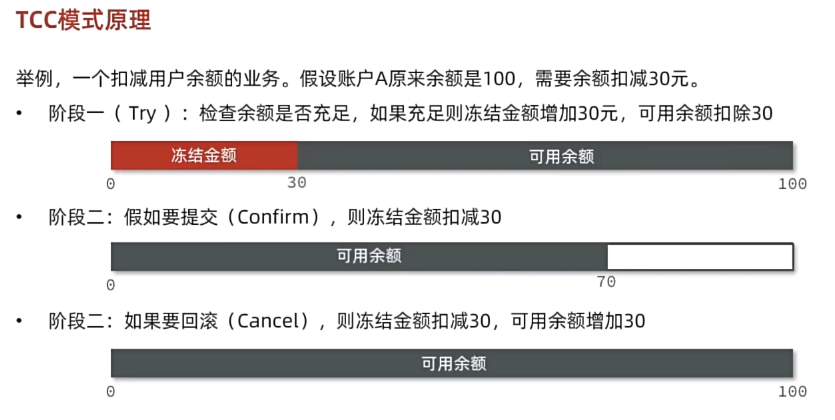 TCC模式原理
举例，一个扣减用户余额的业务。假设账户A原来余额是100，需要余额扣减30元。
• 阶段一（ Try ）：检查余额是否充足，如果充足则冻结金额增加30元，可用余额扣除30
冻结金额 可用余额
0 30 100
• 阶段二：假如要提交（Confirm），则冻结金额扣减30
可用余额
0 70
• 阶段二：如果要回滚（Cancel），则冻结金额扣减30，可用余额增加30
可用余额
0 100